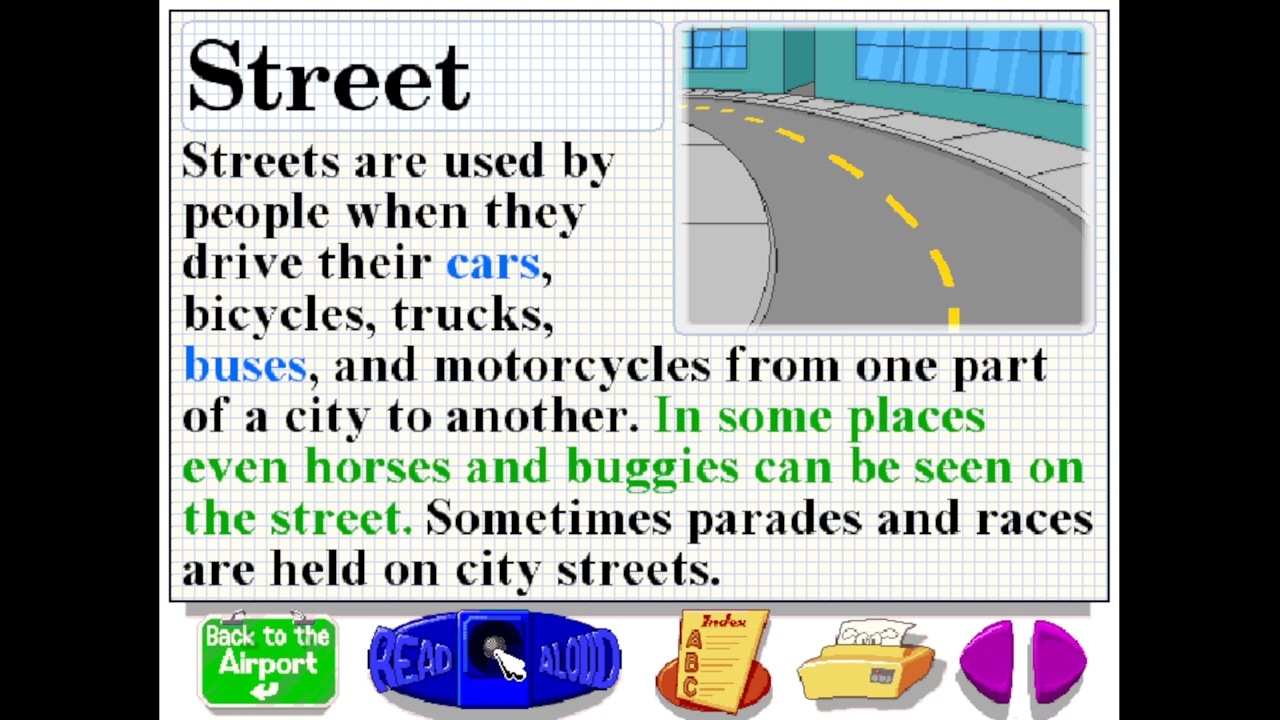 Street
Streets are used by
people when they
drive their cars,
bicycles, trucks,
buses, and motorcycles from one part
of a city to another. In some places
even horses and buggies can be seen on
the street. Sometimes parades and races
are held on city streets.
Back to the
Airport
READ ALOUD
Index
A
B
C